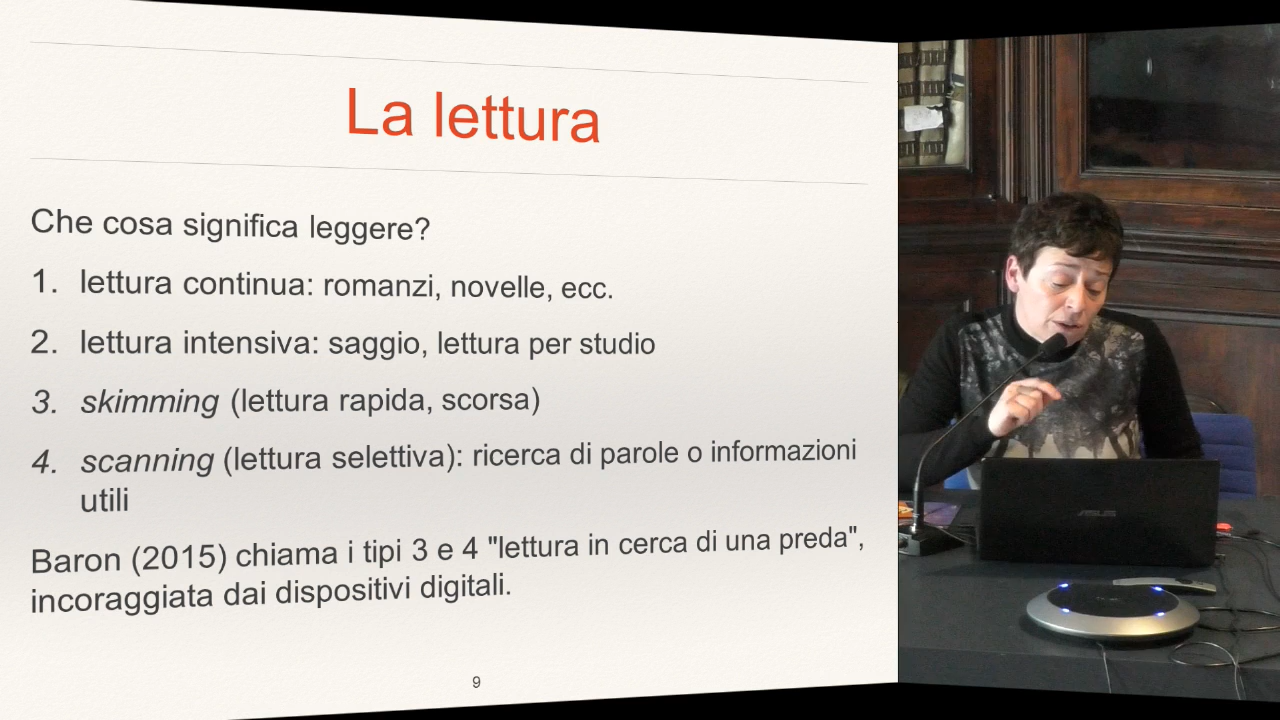 La lettura
Che cosa significa leggere?
1. lettura continua: romanzi, novelle, ecc.
2. lettura intensiva: saggio, lettura per studio
3. skimming (lettura rapida, scorsa)
4. scanning (lettura selettiva): ricerca di parole o informazioni
utili
Baron (2015) chiama i tipi 3 e 4 "lettura in cerca di una preda",
incoraggiata dai dispositivi digitali.
9
ASUS